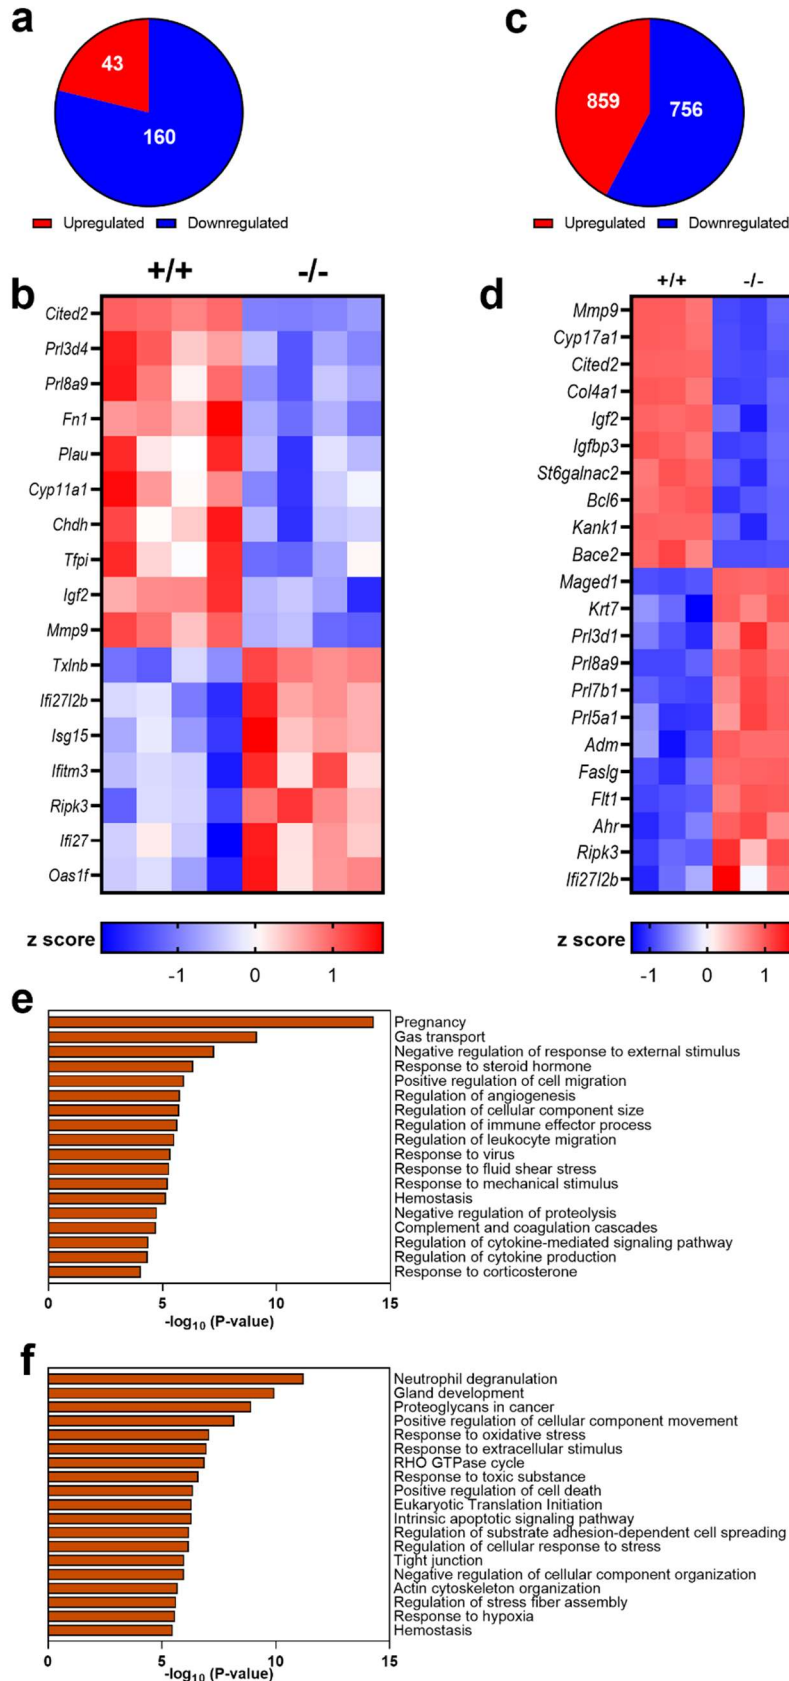 a
43
160
Upregulated Downregulated
c
859
756
Upregulated Downregulated
b
+/+ -/-
Cited2
Prl3d4
Prl8a9
Fn1
Plau
Cyp11a1
Chdh
Tfpi
Igf2
Mmp9
Txlnb
Ifi27l2b
Isg15
Ifitm3
Ripk3
Ifi27
Oas1f
z score
-1 0 1
d
+/+ -/-
Mmp9
Cyp17a1
Cited2
Col4a1
Igf2
Igfbp3
St6galnac2
Bcl6
Kank1
Bace2
Maged1
Krt7
Prl3d1
Prl8a9
Prl7b1
Prl5a1
Adm
Faslg
Flt1
Ahr
Ripk3
Ifi27l2b
z score
-1 0 1
e
Pregnancy
Gas transport
Negative regulation of response to external stimulus
Response to steroid hormone
Positive regulation of cell migration
Regulation of angiogenesis
Regulation of cellular component size
Regulation of immune effector process
Regulation of leukocyte migration
Response to virus
Response to fluid shear stress
Response to mechanical stimulus
Hemostasis
Negative regulation of proteolysis
Complement and coagulation cascades
Regulation of cytokine-mediated signaling pathway
Regulation of cytokine production
Response to corticosterone
0 5 10 15
-log₁₀ (P-value)
f
Neutrophil degranulation
Gland development
Proteoglycans in cancer
Positive regulation of cellular component movement
Response to oxidative stress
Response to extracellular stimulus
RHO GTPase cycle
Response to toxic substance
Positive regulation of cell death
Eukaryotic Translation Initiation
Intrinsic apoptotic signaling pathway
Regulation of substrate adhesion-dependent cell spreading
Regulation of cellular response to stress
Tight junction
Negative regulation of cellular component organization
Actin cytoskeleton organization
Regulation of stress fiber assembly
Response to hypoxia
Hemostasis
0 5 10 15
-log₁₀ (P-value)